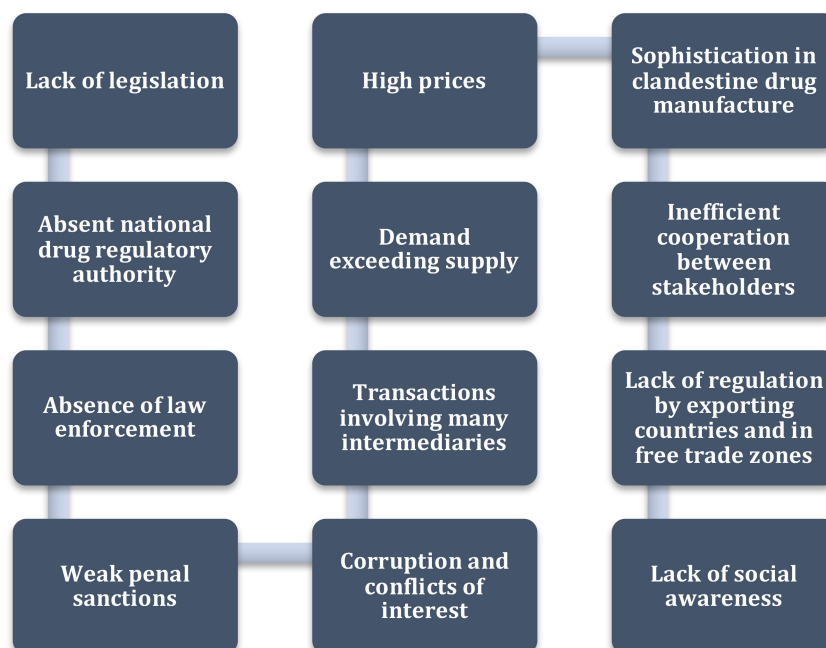 Lack of legislation
Absent national
drug regulatory
authority
Absence of law
enforcement
Weak penal
sanctions
Corruption and
conflicts of
interest
Transactions
involving many
intermediaries
Demand
exceeding supply
High prices
Sophistication in
clandestine drug
manufacture
Inefficient
cooperation
between
stakeholders
Lack of regulation
by exporting
countries and in
free trade zones
Lack of social
awareness